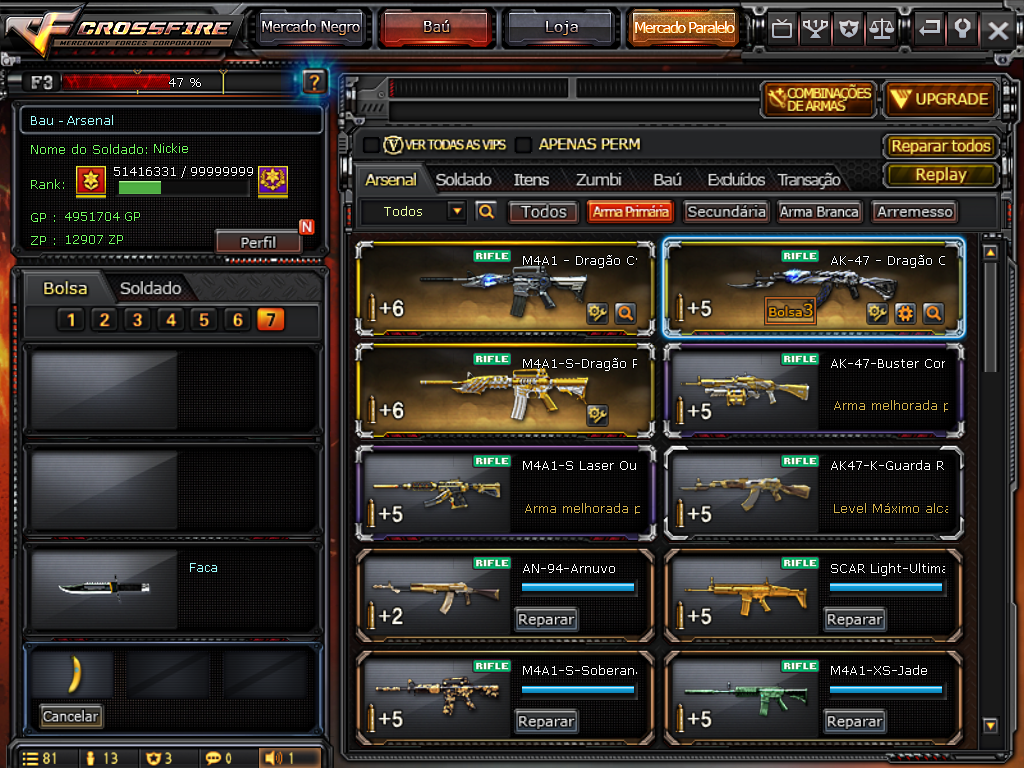 CROSSFIRE
MERCENARY FORCES CORPORATION
Mercado Negro
Baú
Loja
Mercado Paralelo
F3
47 %
?
Bau - Arsenal
Nome do Soldado: Nickie
Rank:
51416331 / 99999999
GP : 4951704 GP
ZP : 12907 ZP
N
Perfil
Bolsa
Soldado
1 2 3 4 5 6 7
Faca
Cancelar
81
13
3
0
1
COMBINAÇÕES
DE ARMAS
UPGRADE
V VER TODAS AS VIPS
APENAS PERM
Reparar todos
Replay
Arsenal
Soldado
Itens
Zumbi
Baú
Excluídos
Transação
Todos
Todos
Arma Primária
Secundária
Arma Branca
Arremesso
RIFLE
M4A1 - Dragão C
+6
RIFLE
AK-47 - Dragão C
+5
Bolsa3
RIFLE
M4A1-S-Dragão F
+6
RIFLE
AK-47-Buster Cor
+5
Arma melhorada p
RIFLE
M4A1-S Laser Ou
+5
Arma melhorada p
RIFLE
AK47-K-Guarda R
+5
Level Máximo alca
RIFLE
AN-94-Arnuvo
+2
Reparar
RIFLE
SCAR Light-Ultima
+5
Reparar
RIFLE
M4A1-S-Soberan
+5
Reparar
RIFLE
M4A1-XS-Jade
+5
Reparar